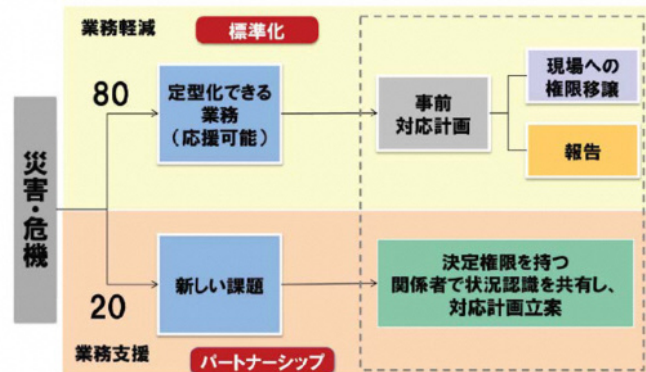 業務軽減
標準化
災害・危機
80
定型化できる
業務
（応援可能）
事前
対応計画
現場への
権限移譲
報告
20
新しい課題
決定権限を持つ
関係者で状況認識を共有し、
対応計画立案
業務支援
パートナーシップ